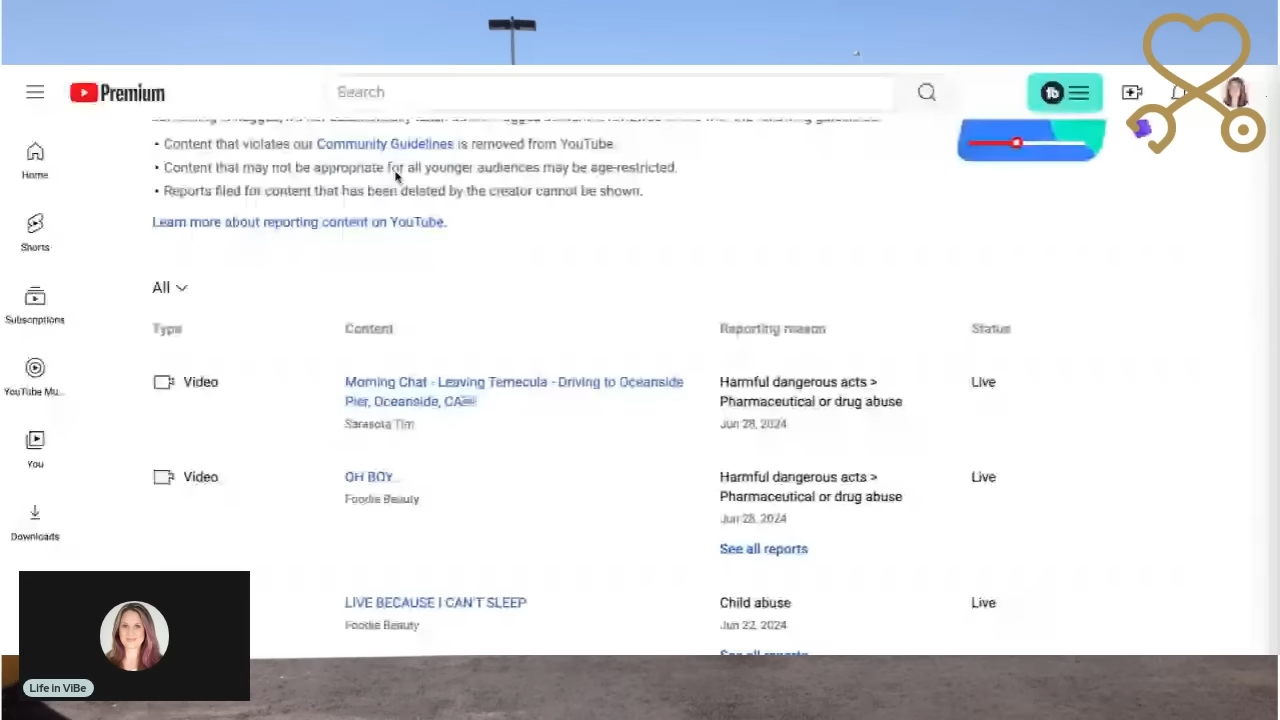 Premium
Search
• Content that violates our Community Guidelines is removed from YouTube.
• Content that may not be appropriate for all younger audiences may be age-restricted.
• Reports filed for content that has been deleted by the creator cannot be shown.
Learn more about reporting content on YouTube.
Home
Shorts
Subscriptions
YouTube Mu...
You
Downloads
All
Type Content Reporting reason Status
Video Morning Chat - Leaving Temecula - Driving to Oceanside Pier, Oceanside, CA
Sarasota Tim
Harmful dangerous acts >
Pharmaceutical or drug abuse
Jun 28, 2024
Live
Video OH BOY..
Foodie Beauty
Harmful dangerous acts >
Pharmaceutical or drug abuse
Jun 28, 2024
See all reports
Live
LIVE BECAUSE I CAN'T SLEEP
Foodie Beauty
Child abuse
Jun 22, 2024
See all reports
Live
Life in ViBe